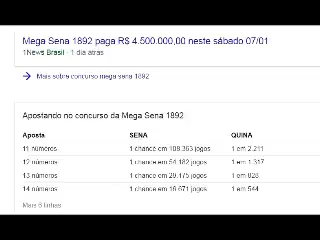 Mega Sena 1892 paga R$ 4.500.000,00 neste sábado 07/01
1News Brasil - 1 dia atrás
Mais sobre concurso mega sena 1892
Apostando no concurso da Mega Sena 1892
Aposta SENA QUINA
11 números 1 chance em 108.363 jogos 1 em 2.211
12 números 1 chance em 54.182 jogos 1 em 1.317
13 números 1 chance em 29.175 jogos 1 em 828
14 números 1 chance em 16.671 jogos 1 em 544
Mais 6 linhas